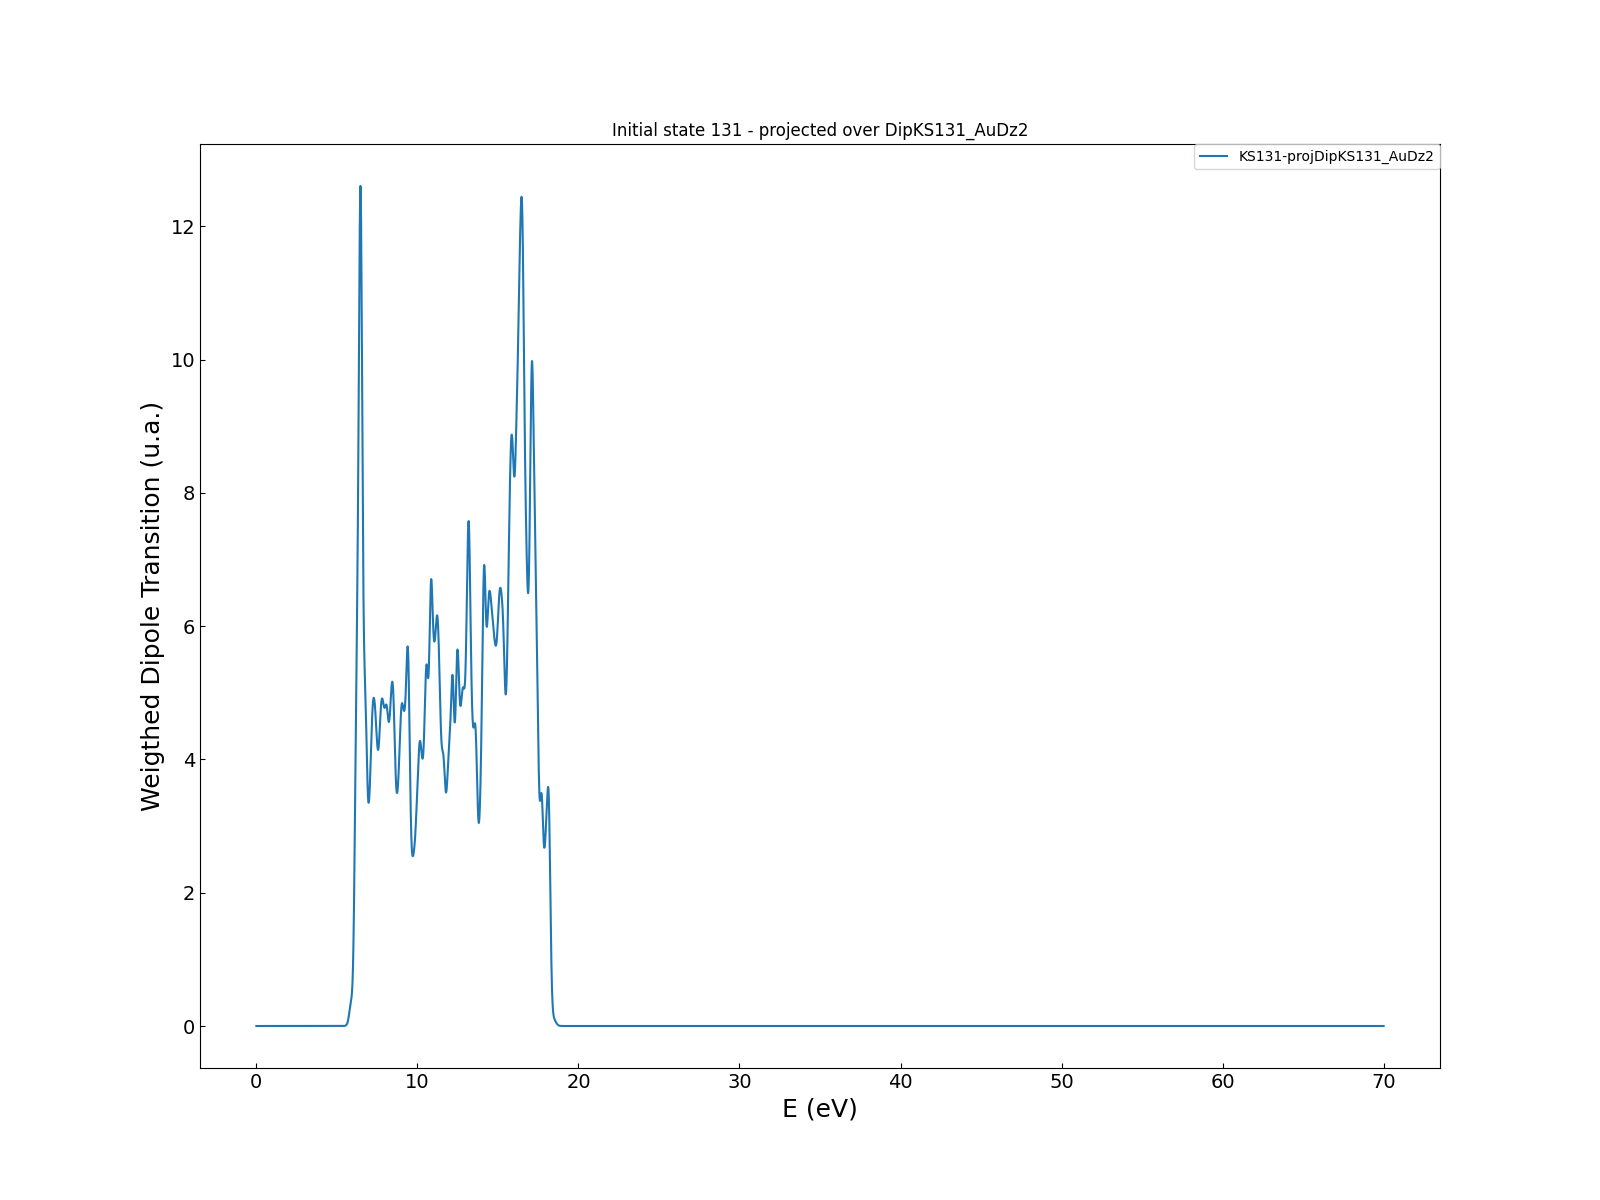 Initial state 131 - projected over DipKS131_AuDz2
KS131-projDipKS131_AuDz2
Weigthed Dipole Transition (u.a.)
12
10
8
6
4
2
0
0 10 20 30 40 50 60 70
E (eV)